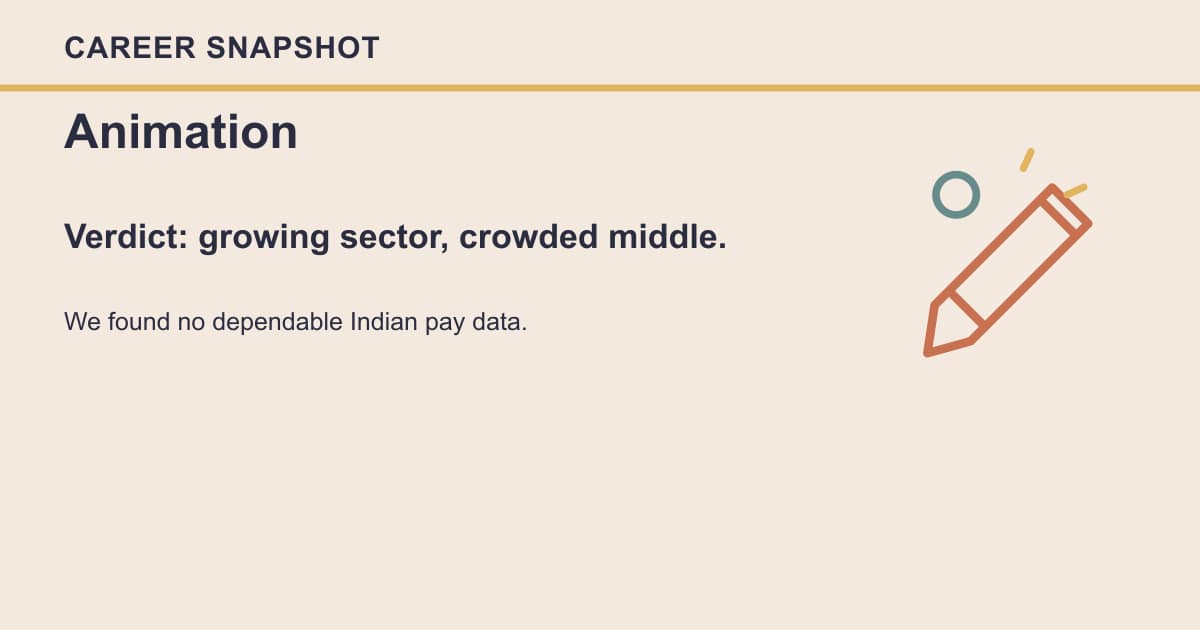 CAREER SNAPSHOT
Animation
Verdict: growing sector, crowded middle.
We found no dependable Indian pay data.